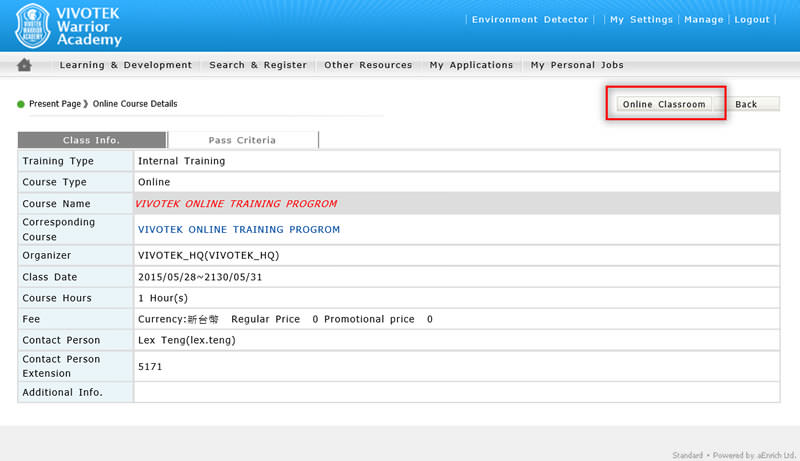 VIVOTEK
Warrior
Academy
Environment Detector | My Settings | Manage | Logout
Learning & Development
Search & Register
Other Resources
My Applications
My Personal Jobs
Present Page》 Online Course Details
Online Classroom
Back
Class Info.
Pass Criteria
Training Type Internal Training
Course Type Online
Course Name VIVOTEK ONLINE TRAINING PROGROM
Corresponding
Course
VIVOTEK ONLINE TRAINING PROGROM
Organizer VIVOTEK_HQ(VIVOTEK_HQ)
Class Date 2015/05/28~2130/05/31
Course Hours 1 Hour(s)
Fee Currency:新台幣 Regular Price 0 Promotional price 0
Contact Person Lex Teng(lex.teng)
Contact Person
Extension
5171
Additional Info.
Standard • Powered by aEnrich Ltd.